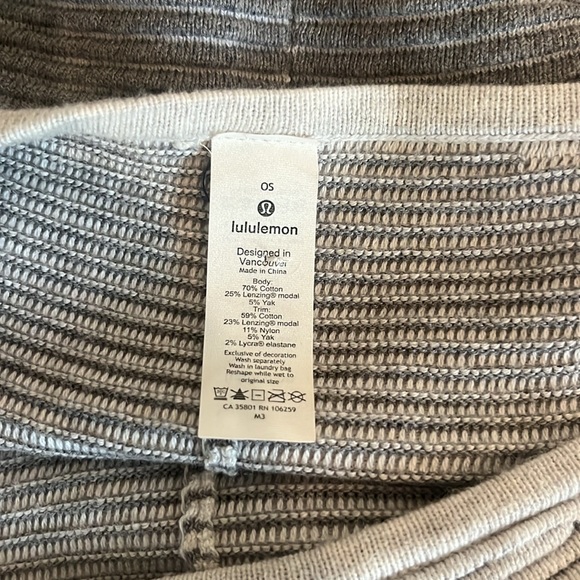 OS
lululemon
Designed in
Vancouver
Made in China
Body:
70% Cotton
25% Lenzing® modal
5% Yak
Trim:
59% Cotton
23% Lenzing® modal
11% Nylon
5% Yak
2% Lycra® elastane
Exclusive of decoration
Wash separately
Wash in laundry bag
Reshape while wet to
original size
CA 35801 RN 106259
M3